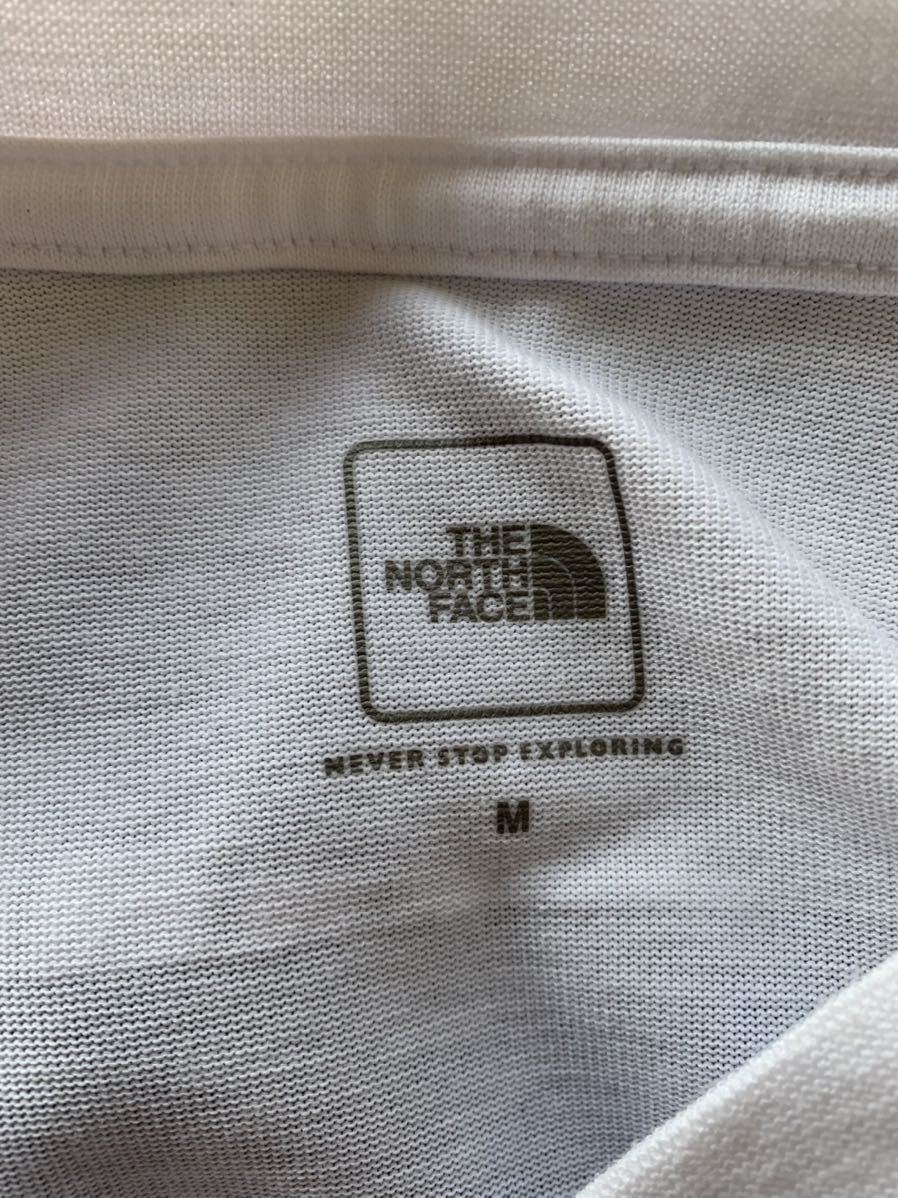 THE
NORTH
FACE
NEVER STOP EXPLORING
M